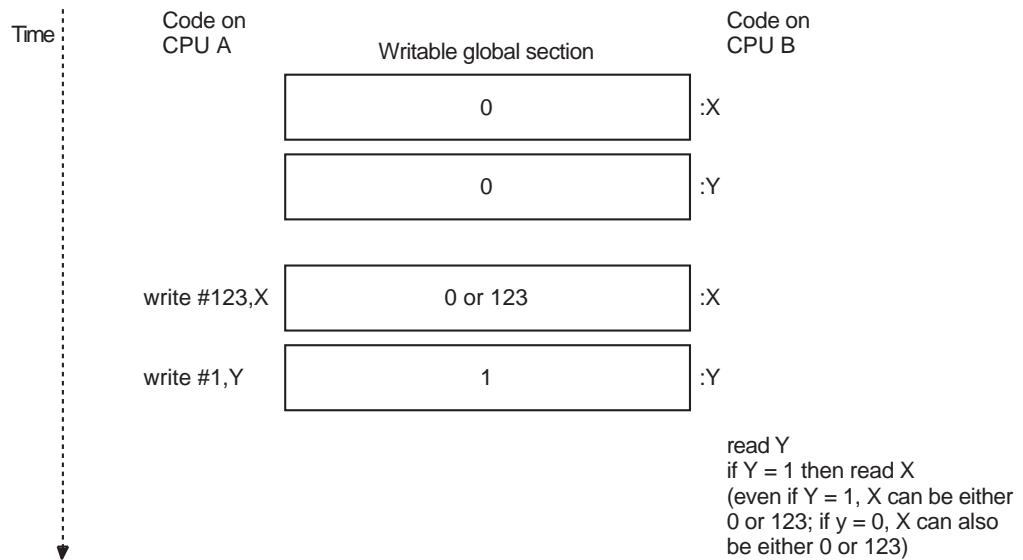 Time
Code on
CPU A
Code on
CPU B
Writable global section
0
:X
0
:Y
write #123,X
0 or 123
:X
write #1,Y
1
:Y
read Y
if Y = 1 then read X
(even if Y = 1, X can be either
0 or 123; if y = 0, X can also
be either 0 or 123)